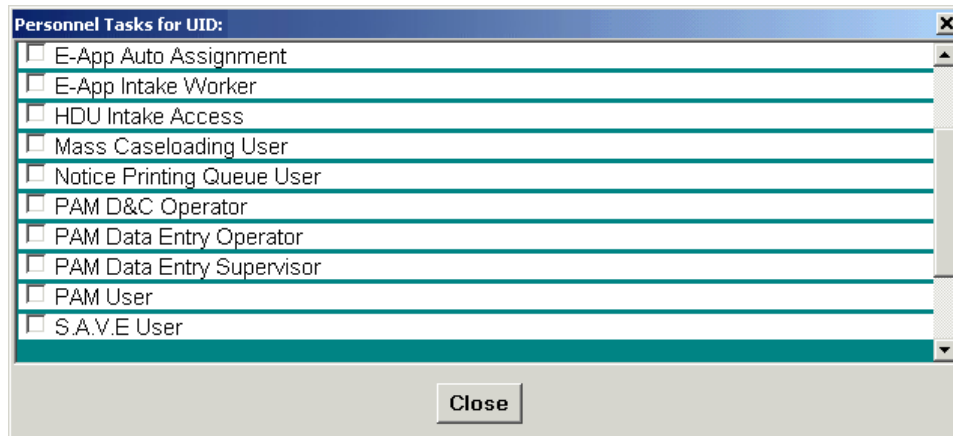 Personnel Tasks for UID:
E-App Auto Assignment
E-App Intake Worker
HDU Intake Access
Mass Caseloading User
Notice Printing Queue User
PAM D&C Operator
PAM Data Entry Operator
PAM Data Entry Supervisor
PAM User
S.A.V.E User
Close